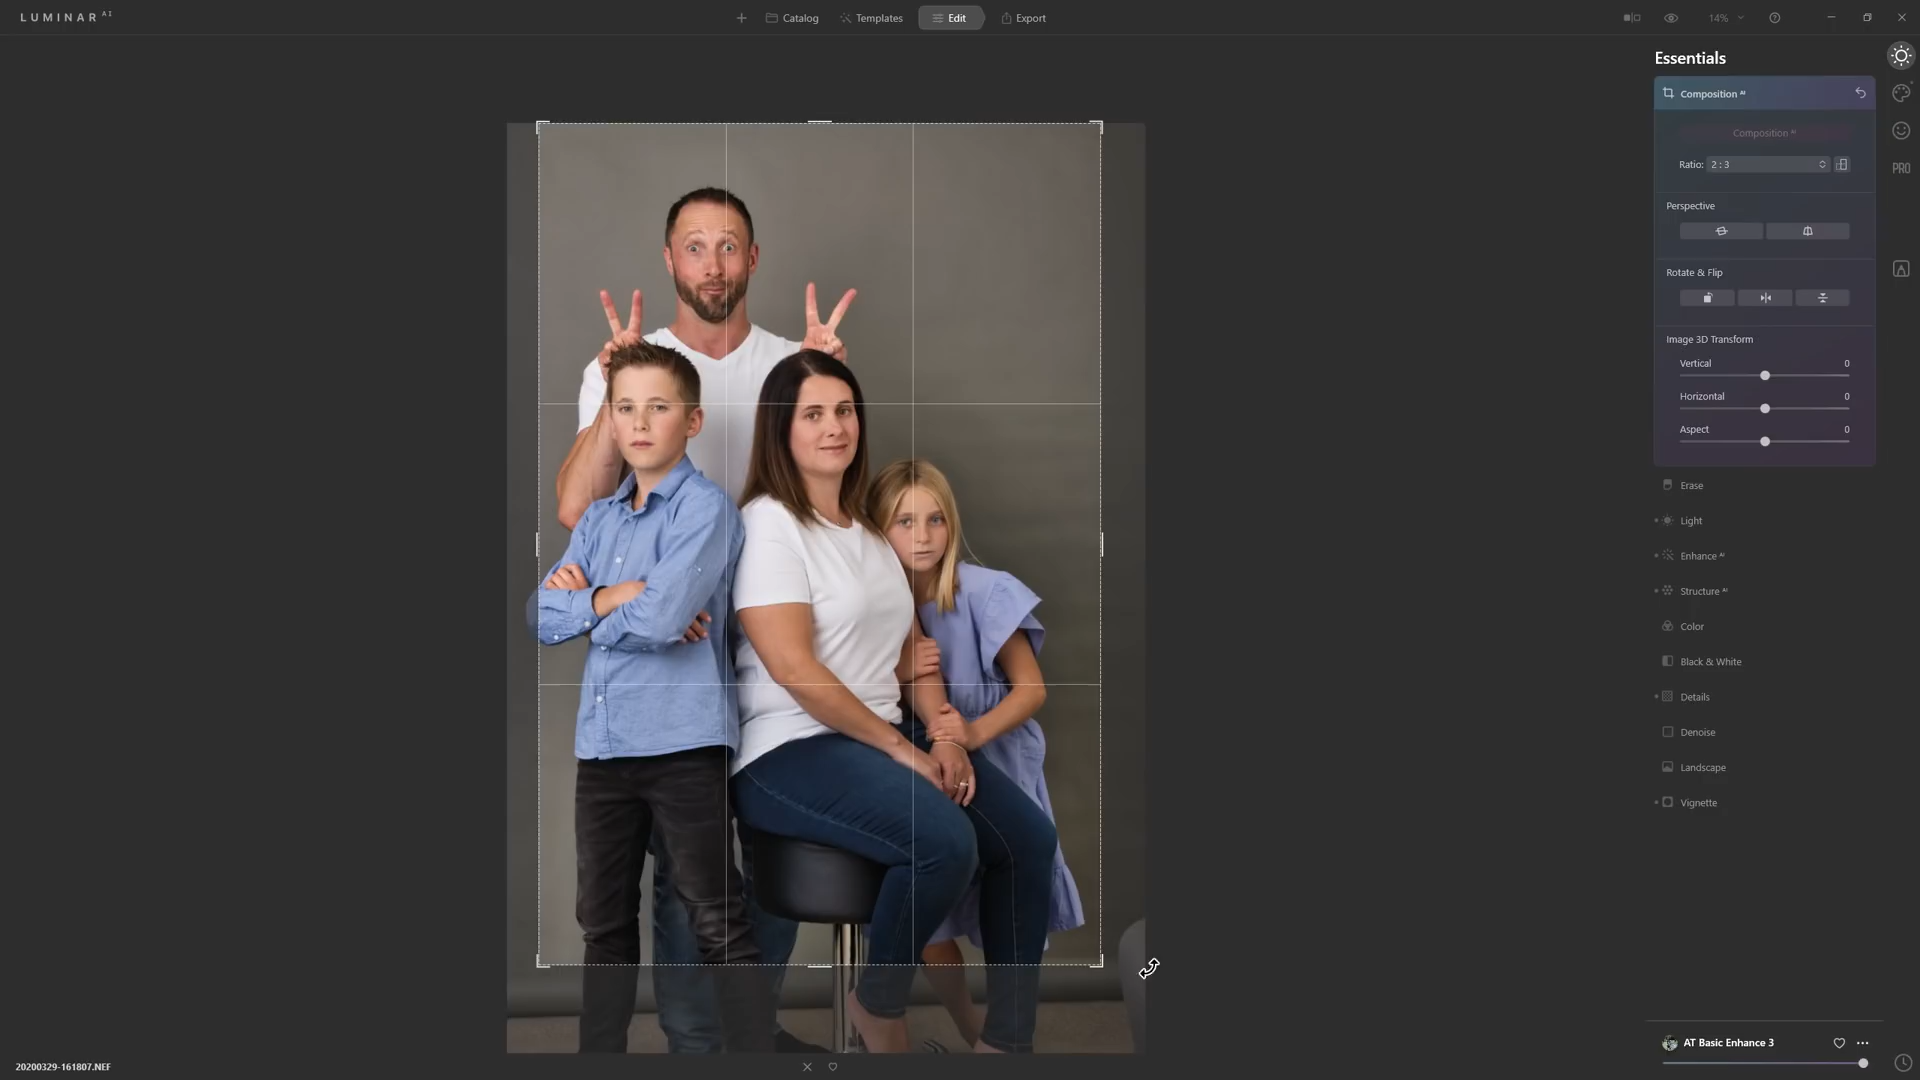 LUMINAR AI
Catalog
Templates
Edit
Export
14%
Essentials
Composition AI
Composition AI
Ratio: 2 : 3
Perspective
Rotate & Flip
Image 3D Transform
Vertical 0
Horizontal 0
Aspect 0
Erase
Light
Enhance AI
Structure AI
Color
Black & White
Details
Denoise
Landscape
Vignette
PRO
AT Basic Enhance 3
20200329-161807.NEF